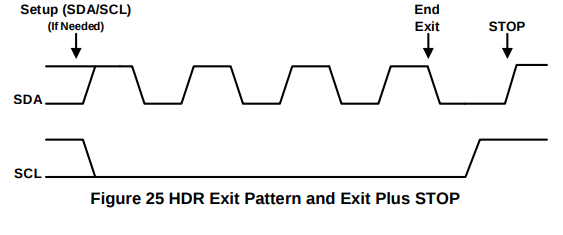 Setup (SDA/SCL)
(If Needed)
End
Exit
STOP
SDA
SCL
Figure 25 HDR Exit Pattern and Exit Plus STOP